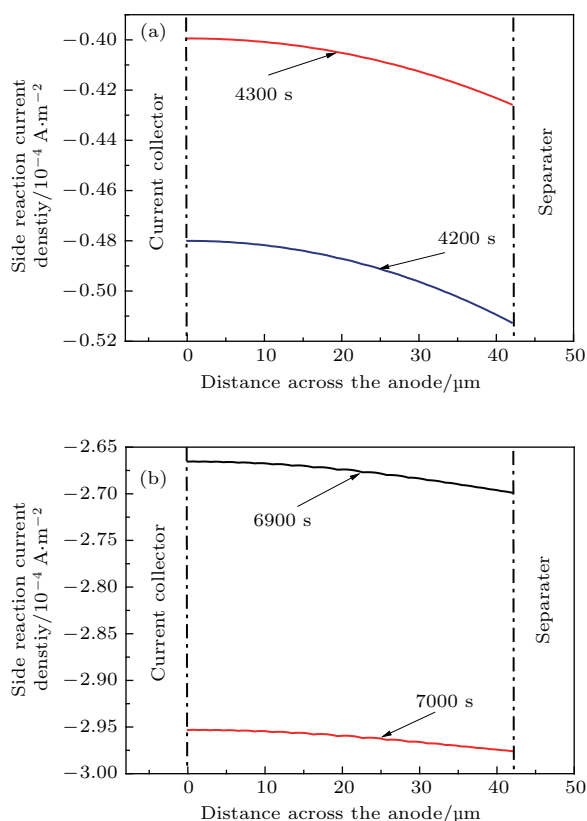 (a)
−0.40
−0.42
−0.44
−0.46
−0.48
−0.50
−0.52
Side reaction current
denstiy/10⁻⁴ A·m⁻²
Current collector
Separater
4300 s
4200 s
0 10 20 30 40 50
Distance across the anode/μm
(b)
−2.65
−2.70
−2.75
−2.80
−2.85
−2.90
−2.95
−3.00
Side reaction current
denstiy/10⁻⁴ A·m⁻²
Current collector
Separater
6900 s
7000 s
0 10 20 30 40 50
Distance across the anode/μm